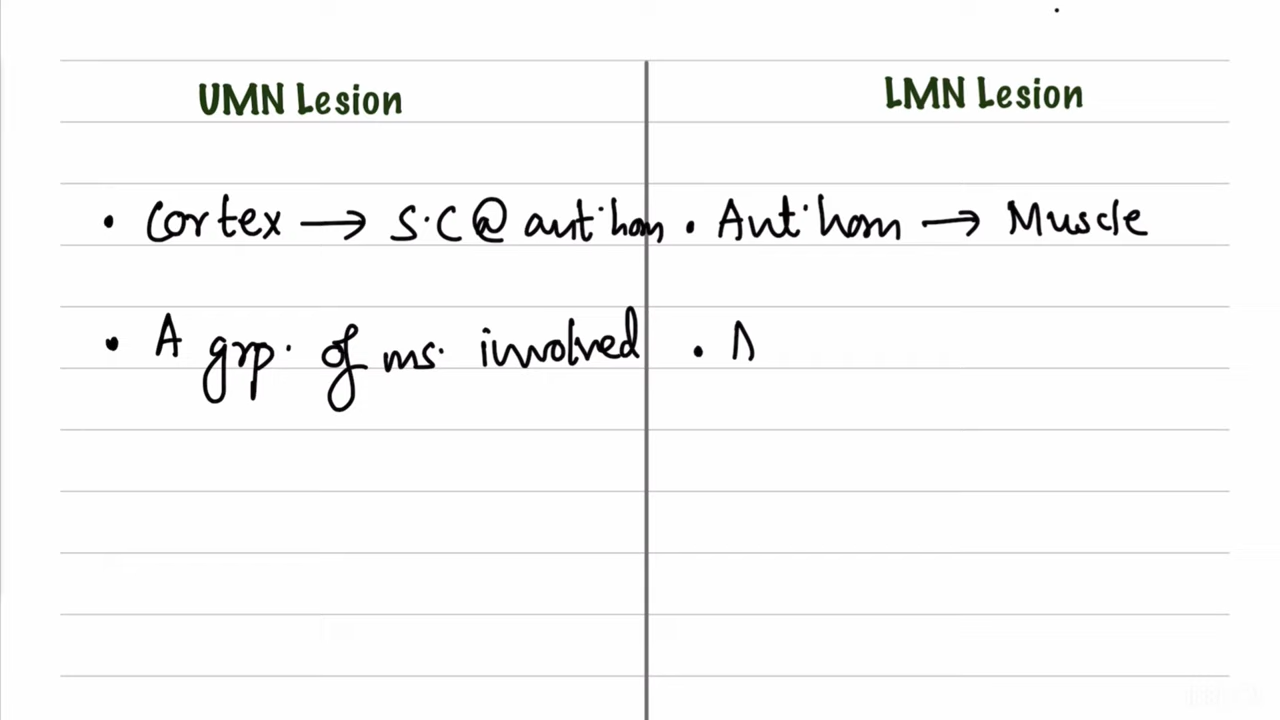 UMN Lesion
LMN Lesion
• Cortex → S.C @ ant. horn
• Ant. horn → Muscle
• A grp. of ms. involved
•